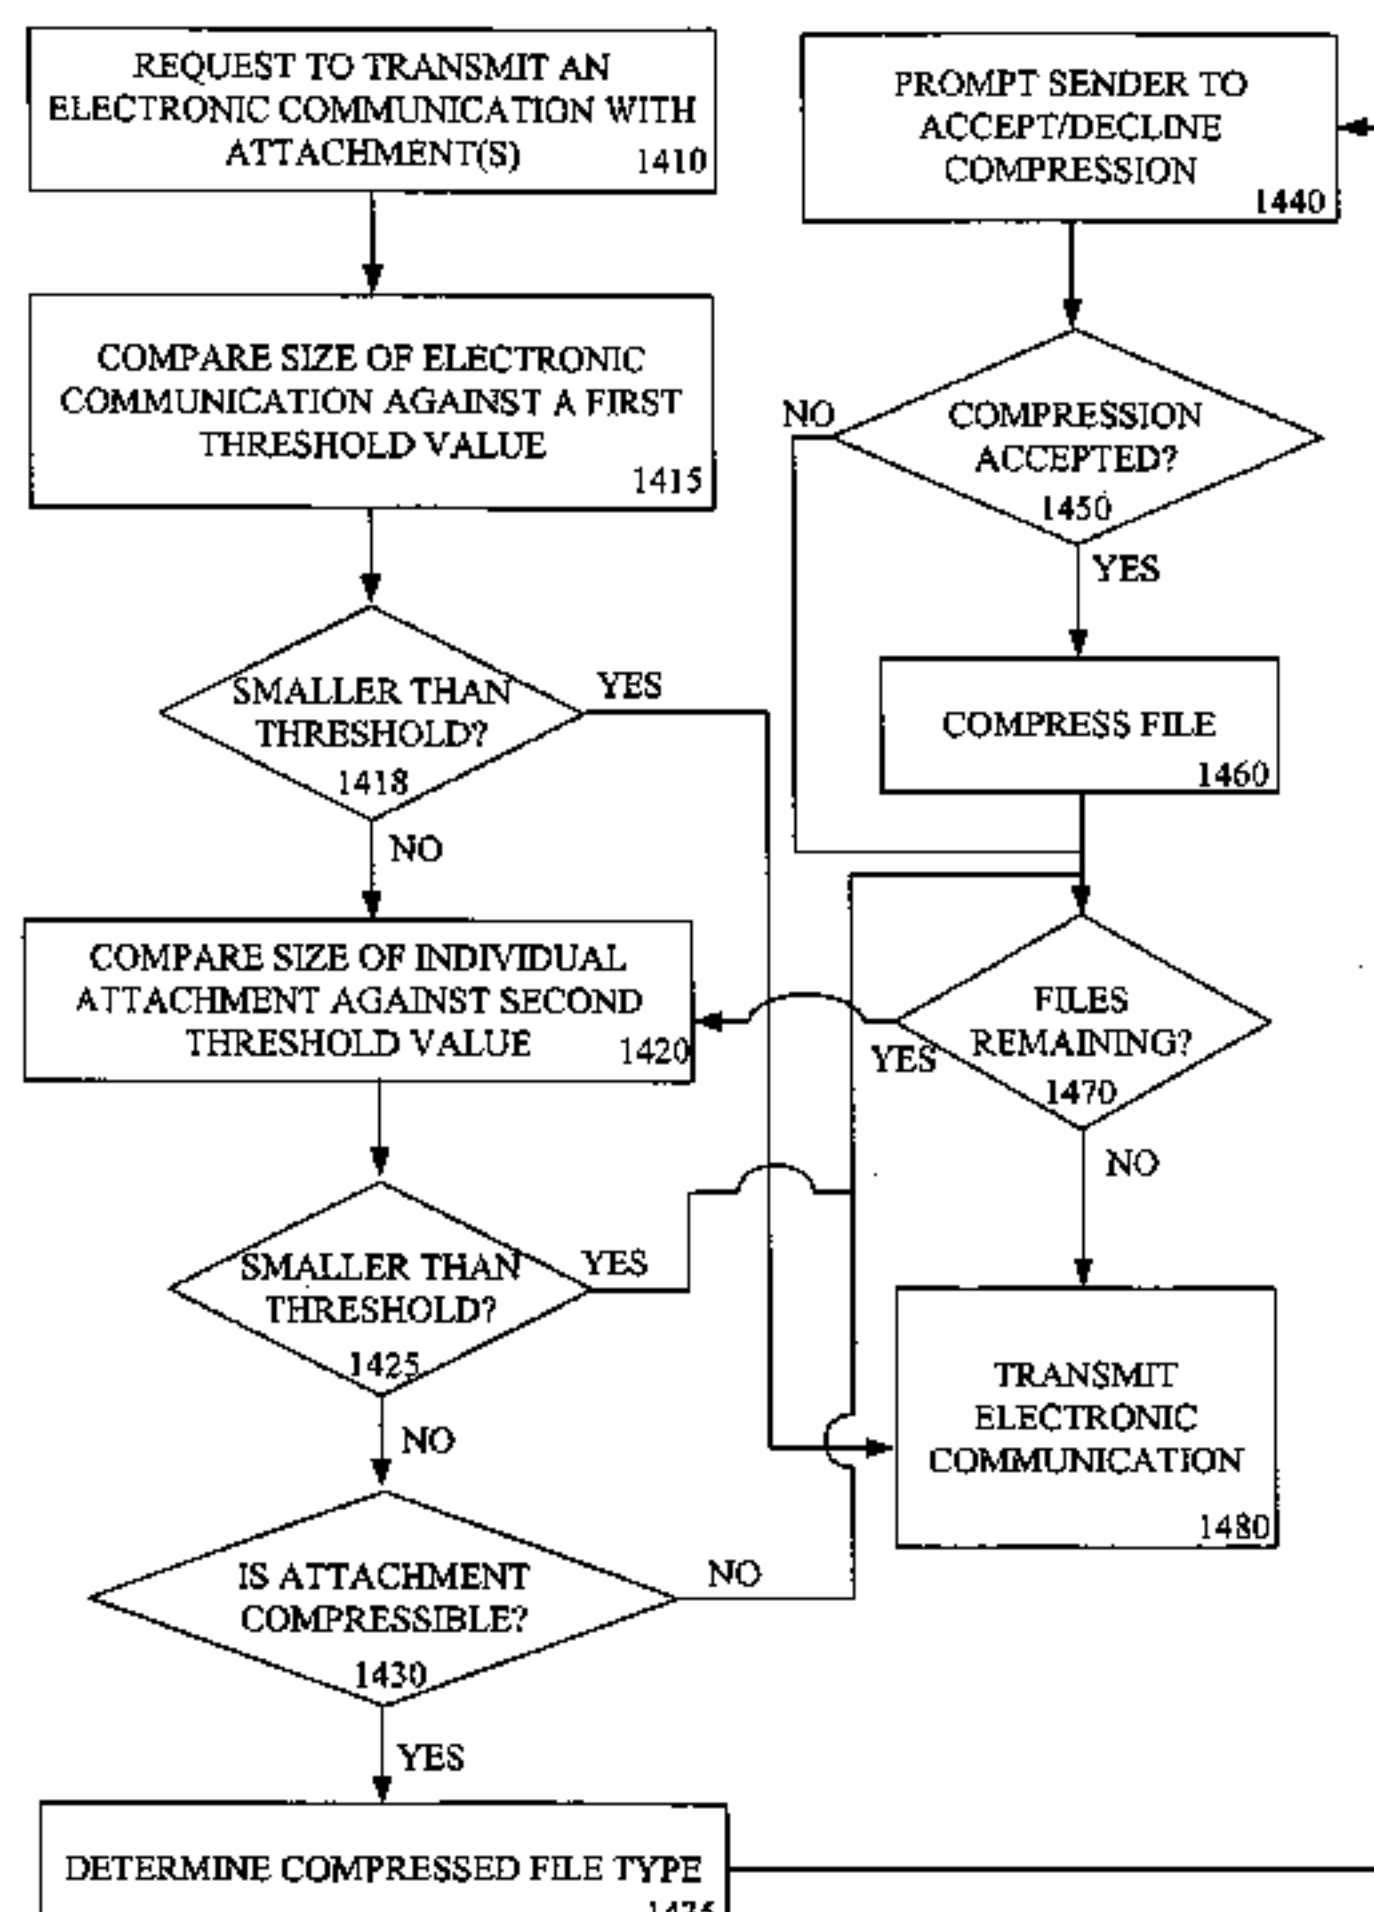 REQUEST TO TRANSMIT AN
ELECTRONIC COMMUNICATION WITH
ATTACHMENT(S)
1410
COMPARE SIZE OF ELECTRONIC
COMMUNICATION AGAINST A FIRST
THRESHOLD VALUE
1415
SMALLER THAN
THRESHOLD?
1418
YES
NO
COMPARE SIZE OF INDIVIDUAL
ATTACHMENT AGAINST SECOND
THRESHOLD VALUE
1420
SMALLER THAN
THRESHOLD?
1425
YES
NO
IS ATTACHMENT
COMPRESSIBLE?
1430
NO
YES
DETERMINE COMPRESSED FILE TYPE
PROMPT SENDER TO
ACCEPT/DECLINE
COMPRESSION
1440
COMPRESSION
ACCEPTED?
1450
NO
YES
COMPRESS FILE
1460
FILES
REMAINING?
1470
YES
NO
TRANSMIT
ELECTRONIC
COMMUNICATION
1480